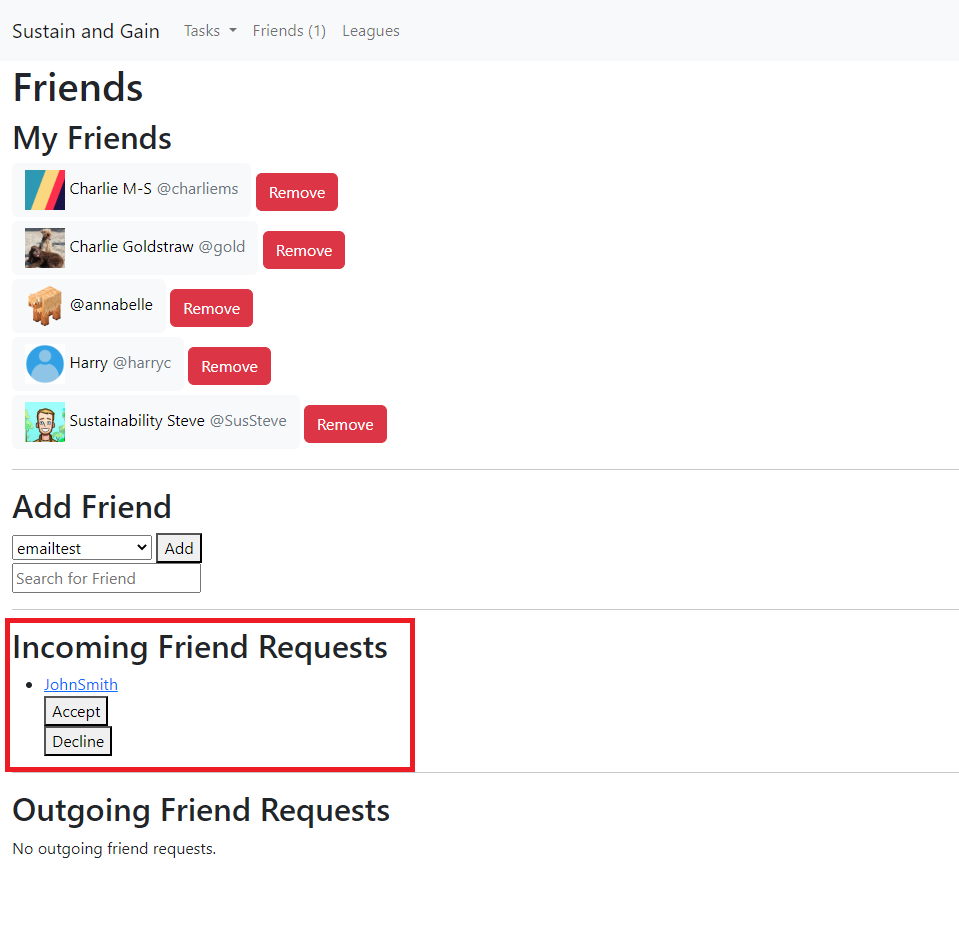 Sustain and Gain Tasks Friends (1) Leagues
Friends
My Friends
Charlie M-S @charliems Remove
Charlie Goldstraw @gold Remove
@annabelle Remove
Harry @harryc Remove
Sustainability Steve @SusSteve Remove
Add Friend
emailtest Add
Search for Friend
Incoming Friend Requests
JohnSmith
Accept
Decline
Outgoing Friend Requests
No outgoing friend requests.